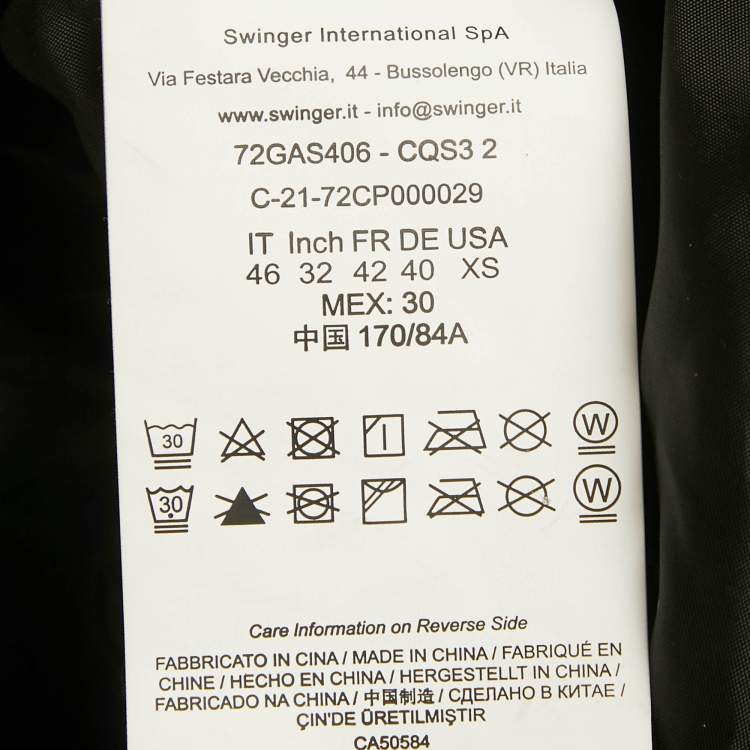 Swinger International SpA
Via Festara Vecchia, 44 - Bussolengo (VR) Italia
www.swinger.it - info@swinger.it
72GAS406 - CQS3 2
C-21-72CP000029
IT Inch FR DE USA
46 32 42 40 XS
MEX: 30
中国 170/84A
30 W
30 W
Care Information on Reverse Side
FABBRICATO IN CINA / MADE IN CHINA / FABRIQUÉ EN
CHINE / HECHO EN CHINA / HERGESTELLT IN CHINA /
FABRICADO NA CHINA / 中国制造 / СДЕЛАНО В КИТАЕ /
ÇIN'DE ÜRETILMIŞTIR
CA50584